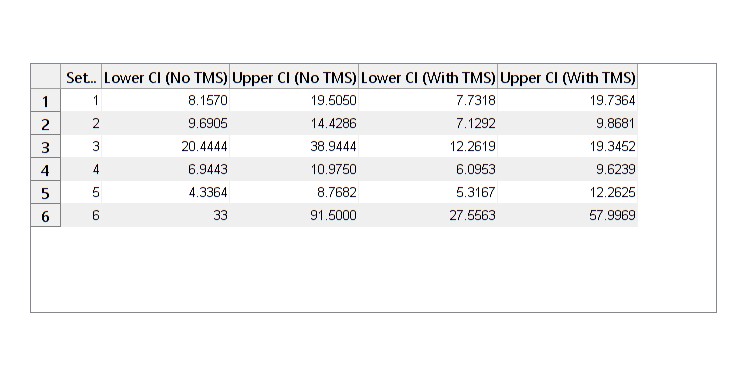 Set... Lower CI (No TMS) Upper CI (No TMS) Lower CI (With TMS) Upper CI (With TMS)
1 1 8.1570 19.5050 7.7318 19.7364
2 2 9.6905 14.4286 7.1292 9.8681
3 3 20.4444 38.9444 12.2619 19.3452
4 4 6.9443 10.9750 6.0953 9.6239
5 5 4.3364 8.7682 5.3167 12.2625
6 6 33 91.5000 27.5563 57.9969